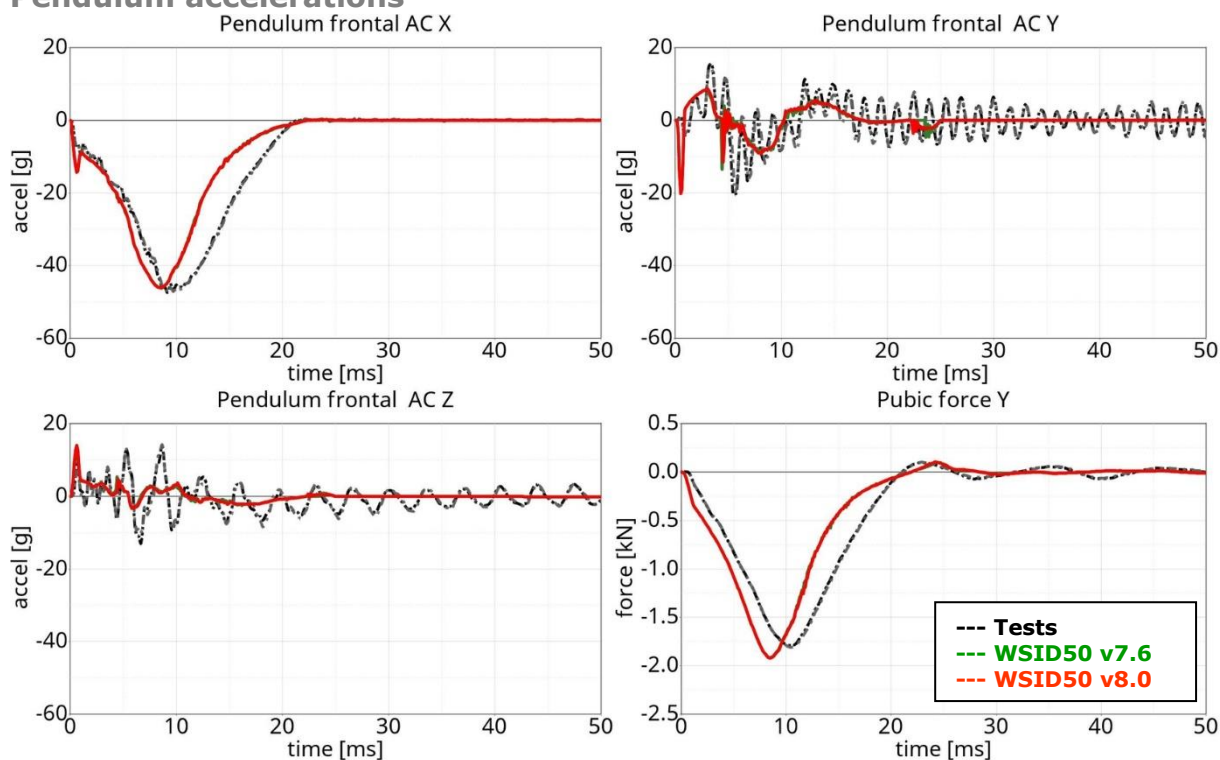 Pendulum accelerations
Pendulum frontal AC X
20
0
-20
-40
-60
accel [g]
0 10 20 30 40 50
time [ms]
Pendulum frontal AC Y
20
0
-20
-40
-60
accel [g]
0 10 20 30 40 50
time [ms]
Pendulum frontal AC Z
20
0
-20
-40
-60
accel [g]
0 10 20 30 40 50
time [ms]
Pubic force Y
0.5
0.0
-0.5
-1.0
-1.5
-2.0
-2.5
force [kN]
0 10 20 30 40 50
time [ms]
--- Tests
--- WSID50 v7.6
--- WSID50 v8.0